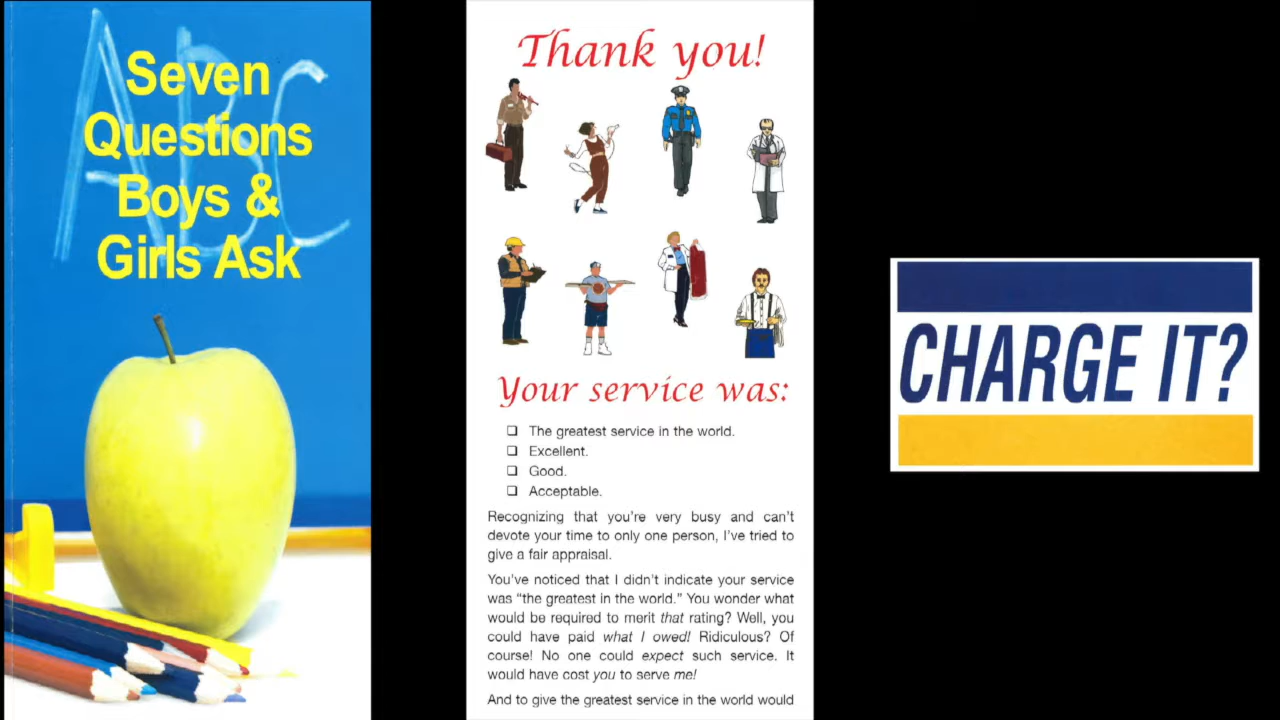 ABC
Seven
Questions
Boys &
Girls Ask
Thank you!
Your service was:
❑ The greatest service in the world.
❑ Excellent.
❑ Good.
❑ Acceptable.
Recognizing that you're very busy and can't
devote your time to only one person, I've tried to
give a fair appraisal.
You've noticed that I didn't indicate your service
was “the greatest in the world.” You wonder what
would be required to merit that rating? Well, you
could have paid what I owed! Ridiculous? Of
course! No one could expect such service. It
would have cost you to serve me!
And to give the greatest service in the world would
CHARGE IT?